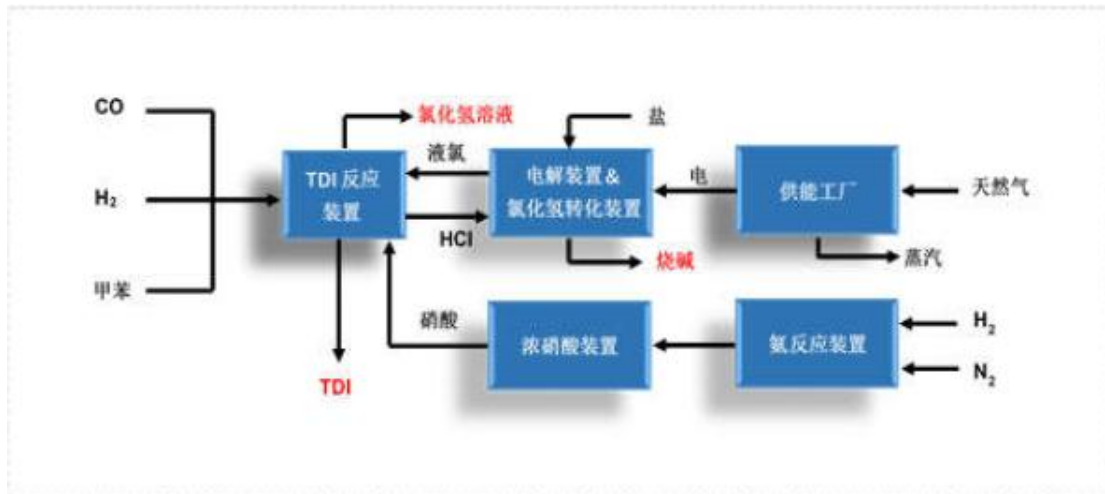 CO
氯化氢溶液
盐
液氯
TDI反应
装置
电解装置&
氯化氢转化装置
电
供能工厂
天然气
H₂
HCl
甲苯
烧碱
蒸汽
硝酸
浓硝酸装置
氨反应装置
H₂
N₂
TDI